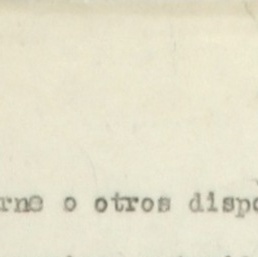 rne o otros dispo